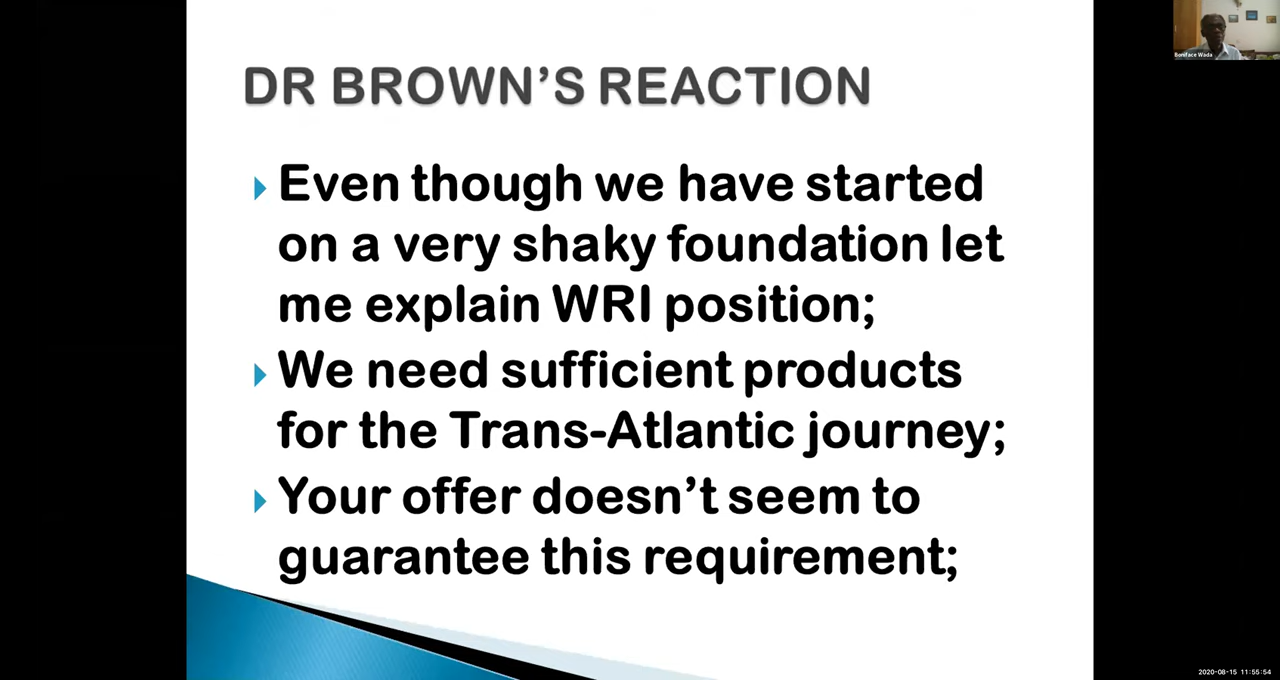 DR BROWN’S REACTION
Even though we have started
on a very shaky foundation let
me explain WRI position;
We need sufficient products
for the Trans-Atlantic journey;
Your offer doesn’t seem to
guarantee this requirement;
Boniface Wada
2020-08-15 11:55:54